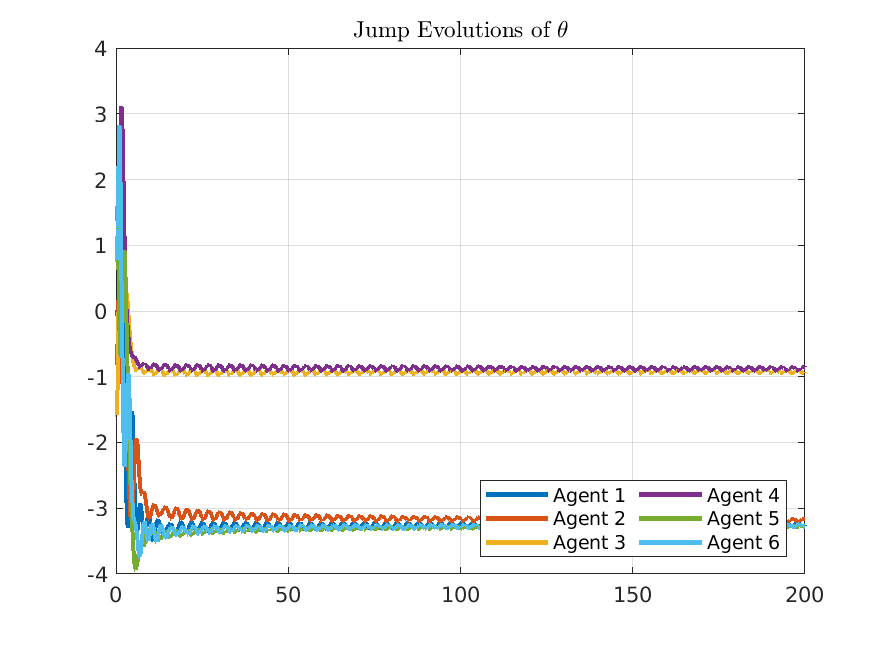 Jump Evolutions of θ
4
3
2
1
0
-1
-2
-3
-4
Agent 1 Agent 4
Agent 2 Agent 5
Agent 3 Agent 6
0 50 100 150 200